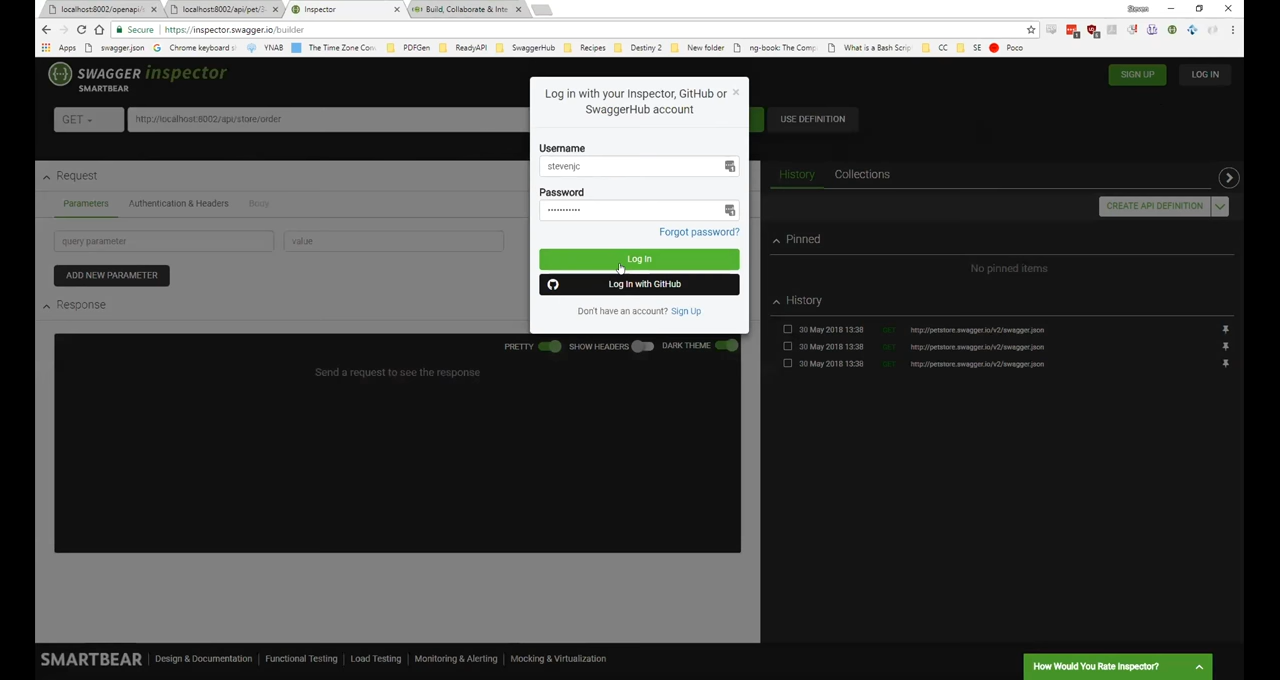 localhost:8002/openapi/s
localhost:8002/api/pet/3
Inspector
Build, Collaborate & Inte
Steven
Secure
https://inspector.swagger.io/builder
Apps
swagger.json
Chrome keyboard s
YNAB
The Time Zone Con
PDFGen
ReadyAPI
SwaggerHub
Recipes
Destiny 2
New folder
ng-book: The Comp
What is a Bash Scrip
CC
SE
Poco
SWAGGER inspector
SMARTBEAR
SIGN UP
LOG IN
GET
http://localhost:8002/api/store/order
USE DEFINITION
Log in with your Inspector, GitHub or
SwaggerHub account
Username
stevenjc
Password
Forgot password?
Log In
Log In with GitHub
Don't have an account? Sign Up
Request
Parameters
Authentication & Headers
Body
query parameter
value
ADD NEW PARAMETER
Response
PRETTY
SHOW HEADERS
DARK THEME
Send a request to see the response
History
Collections
CREATE API DEFINITION
Pinned
No pinned items
History
30 May 2018 13:38 GET http://petstore.swagger.io/v2/swagger.json
30 May 2018 13:38 GET http://petstore.swagger.io/v2/swagger.json
30 May 2018 13:38 GET http://petstore.swagger.io/v2/swagger.json
SMARTBEAR
Design & Documentation
Functional Testing
Load Testing
Monitoring & Alerting
Mocking & Virtualization
How Would You Rate Inspector?